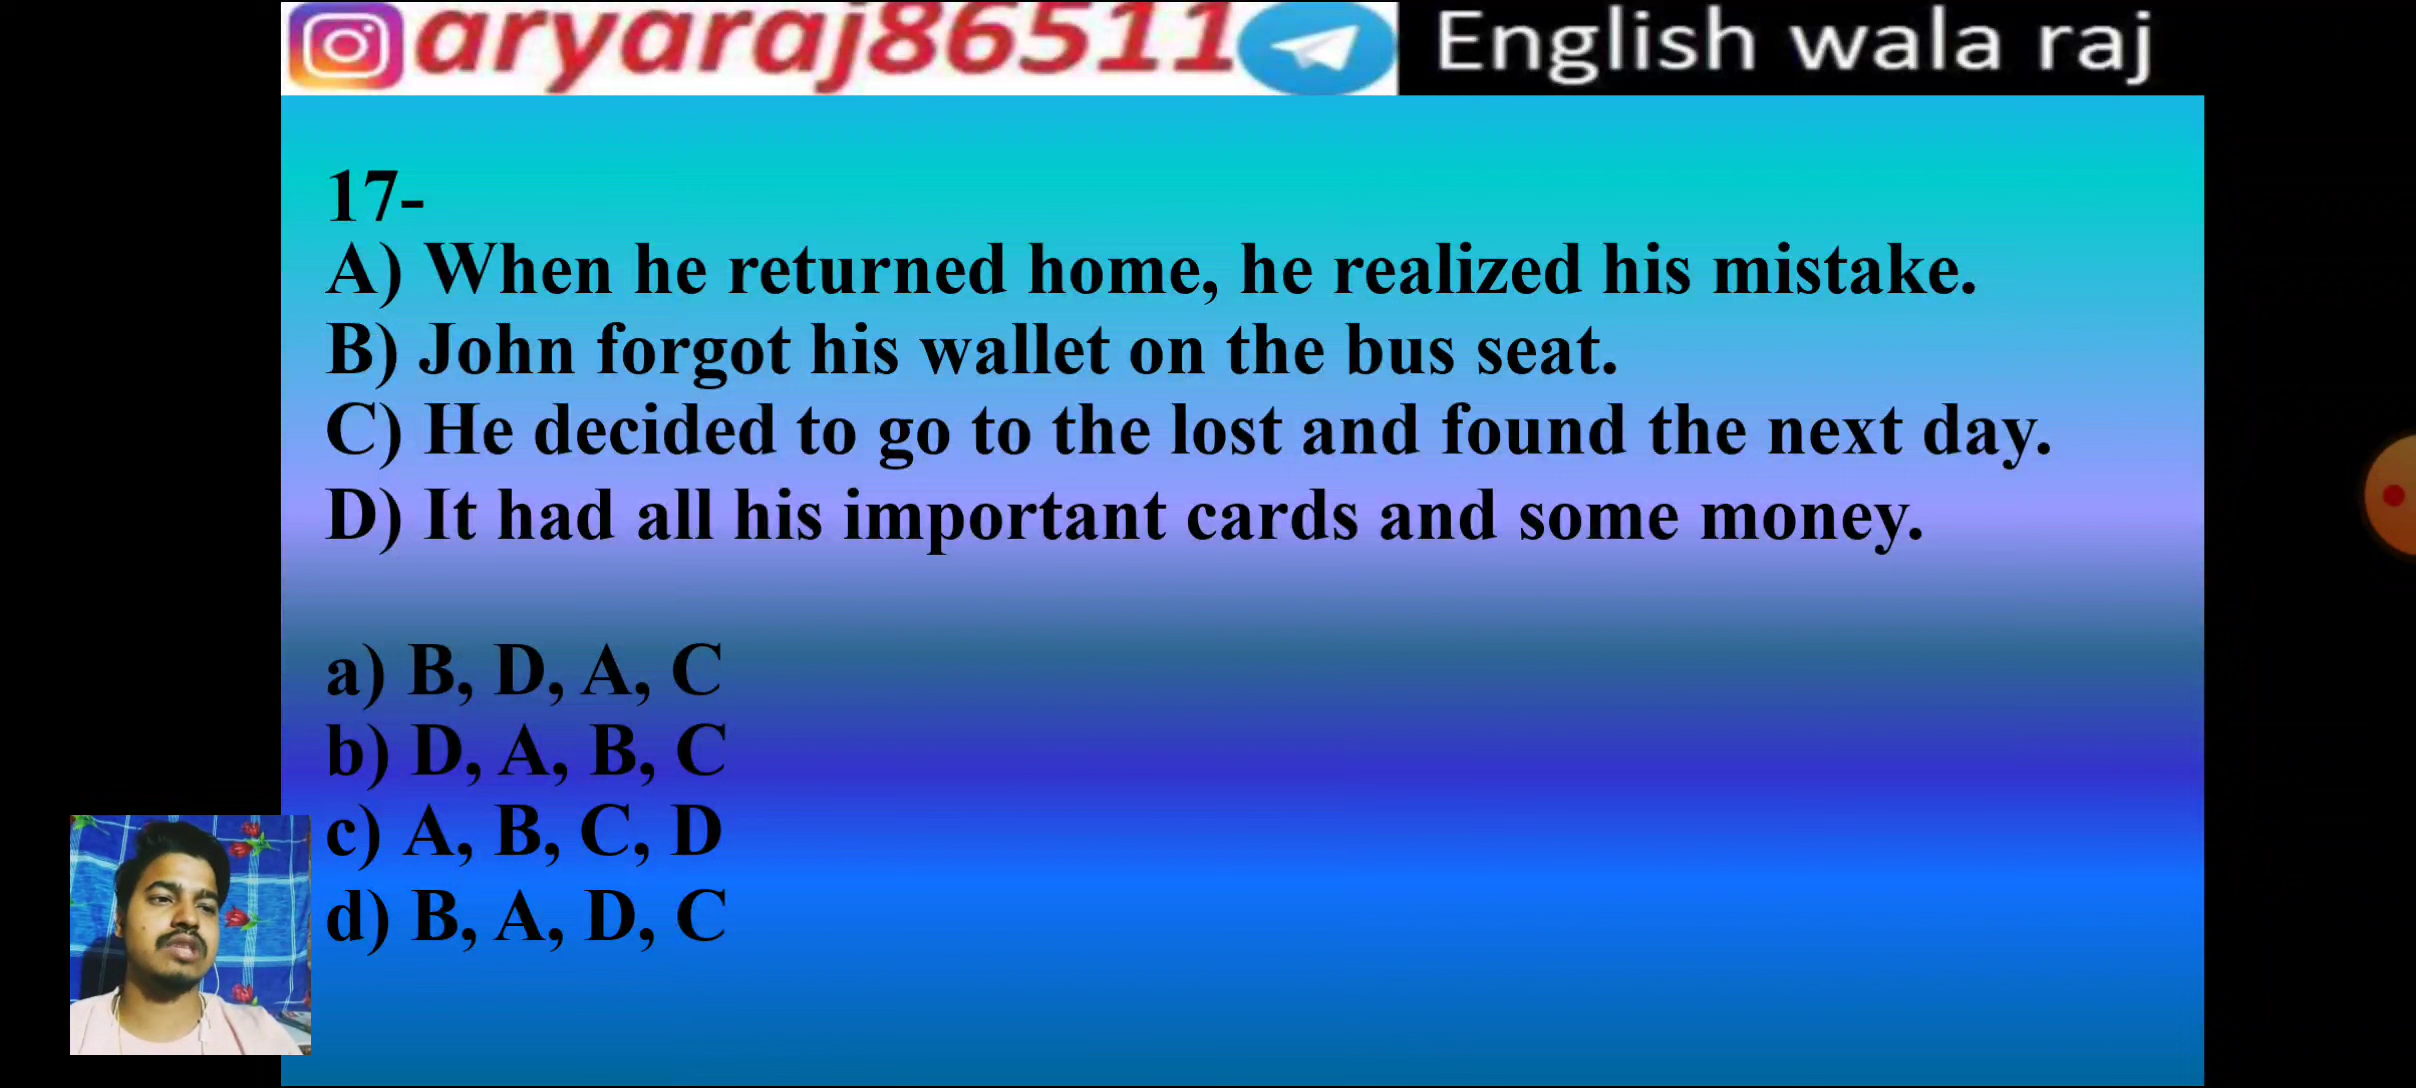 aryaraj86511 English wala raj
17-
A) When he returned home, he realized his mistake.
B) John forgot his wallet on the bus seat.
C) He decided to go to the lost and found the next day.
D) It had all his important cards and some money.
a) B, D, A, C
b) D, A, B, C
c) A, B, C, D
d) B, A, D, C